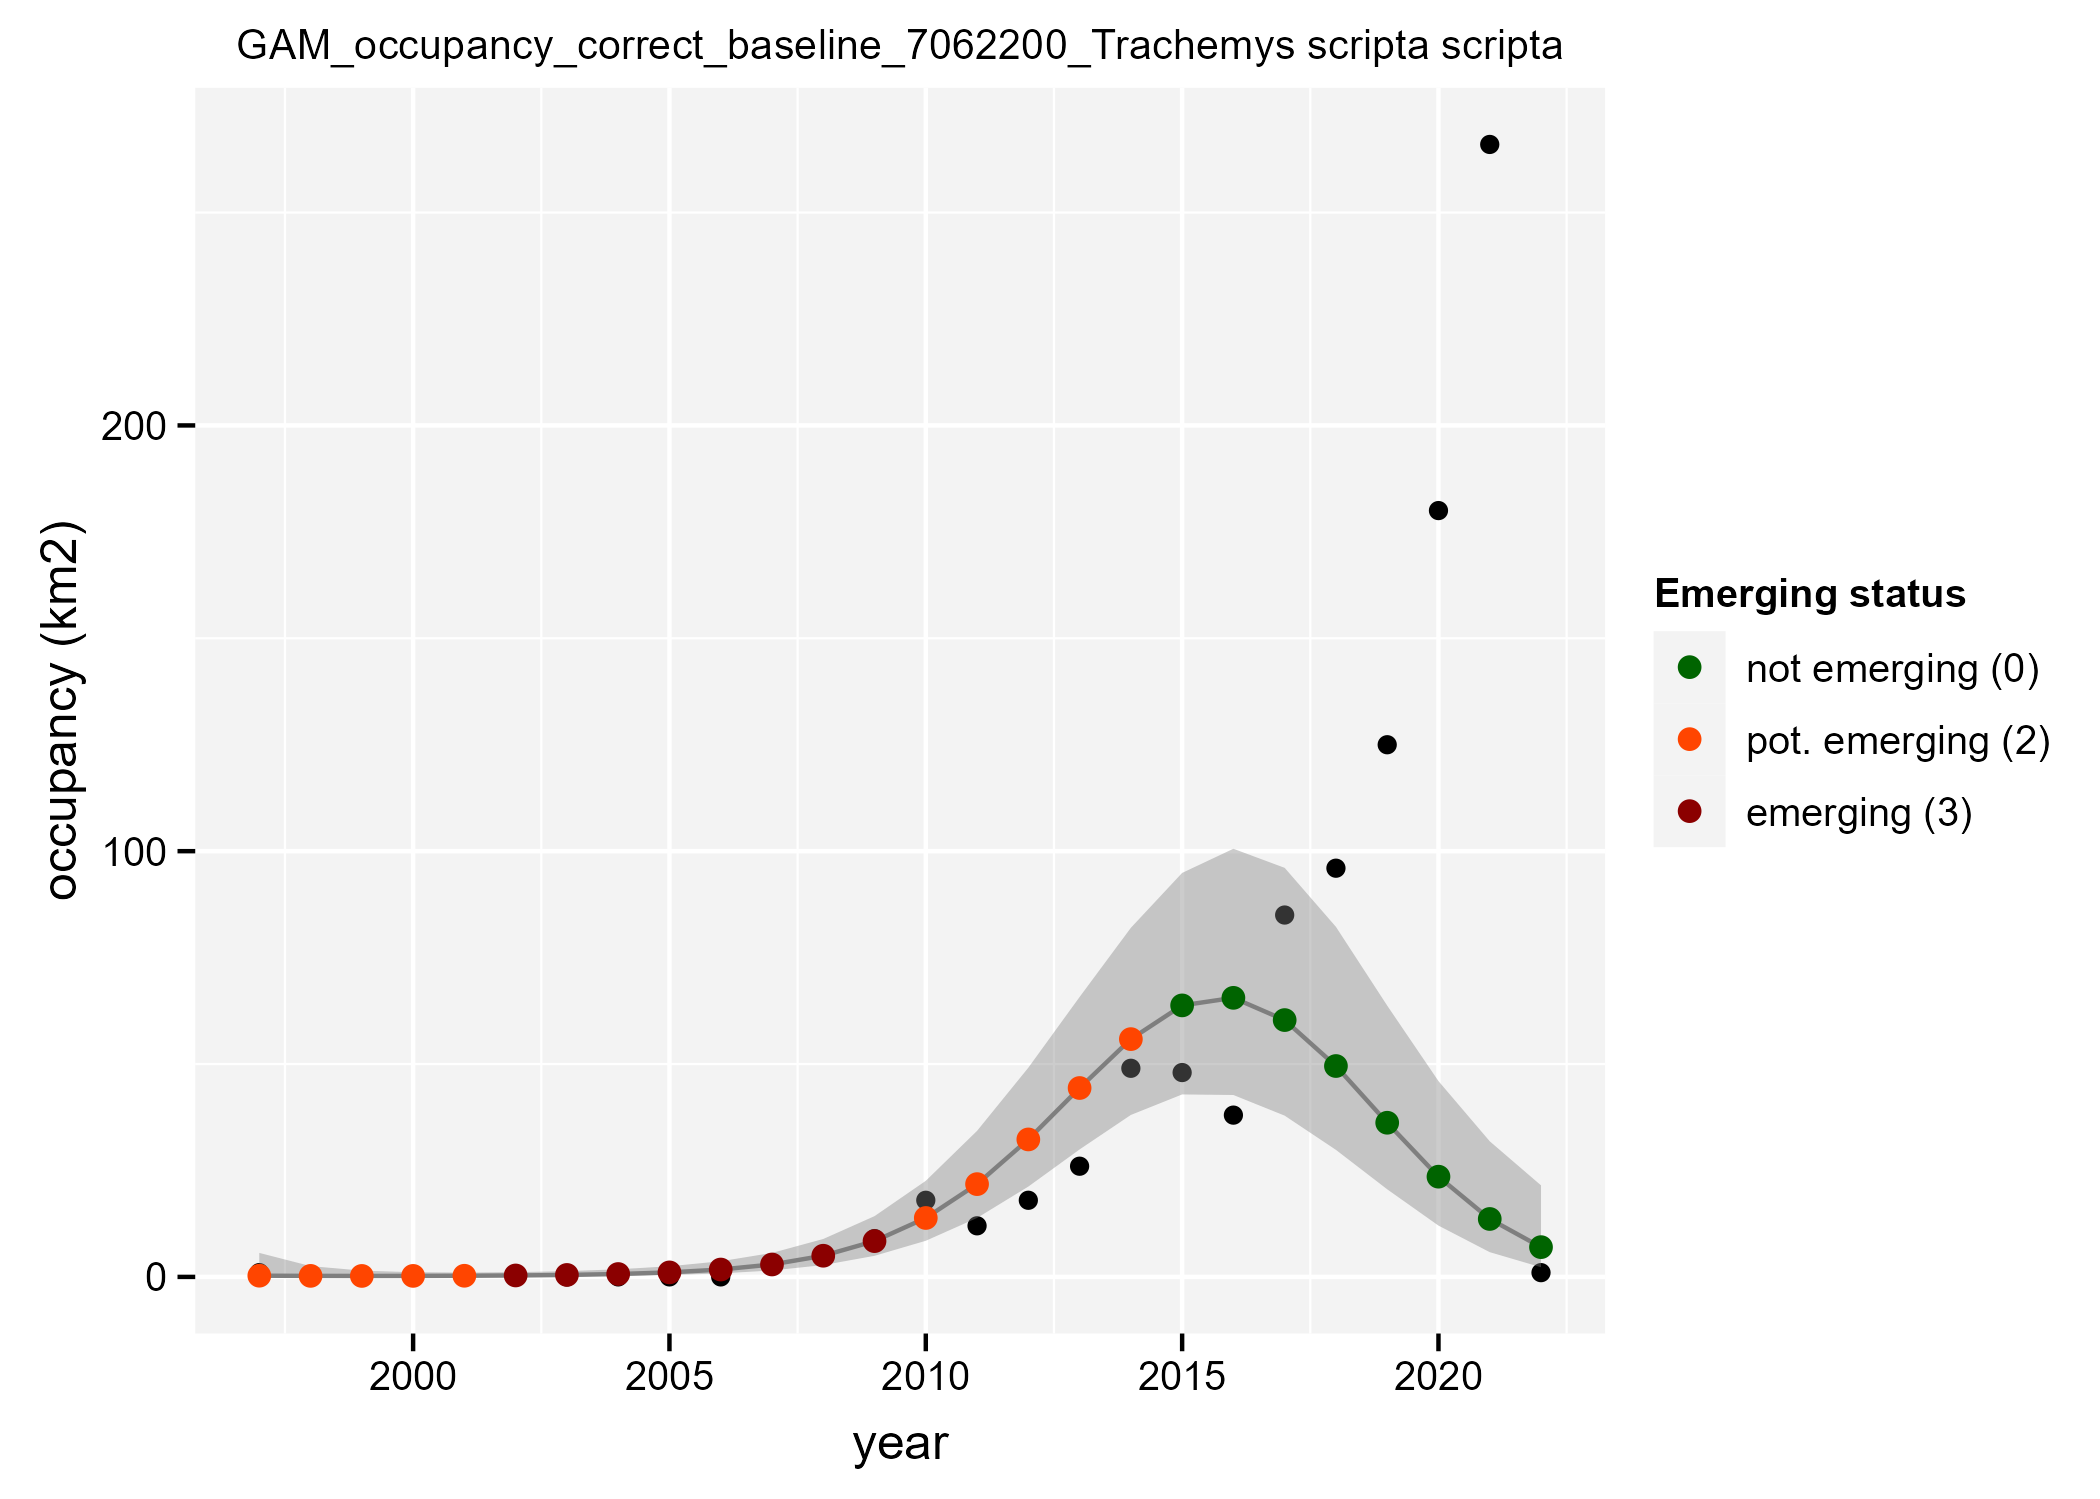 GAM_occupancy_correct_baseline_7062200_Trachemys scripta scripta
occupancy (km2)
200
100
0
2000 2005 2010 2015 2020
year
Emerging status
not emerging (0)
pot. emerging (2)
emerging (3)